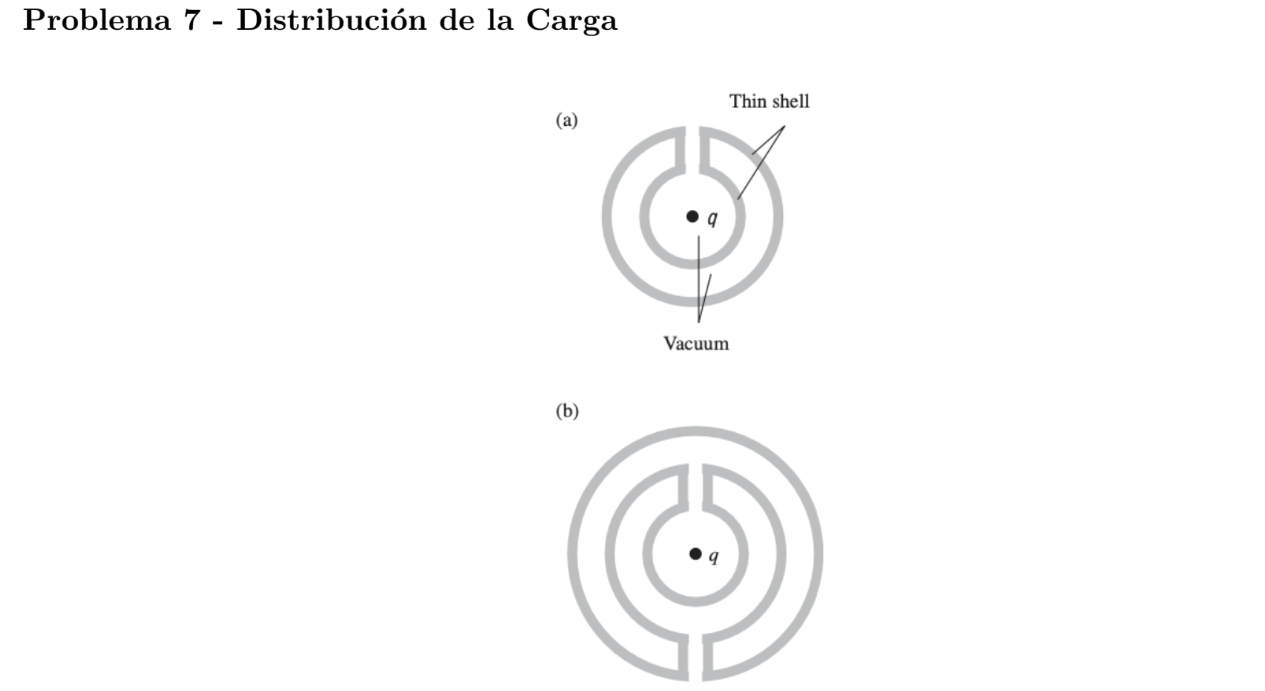 Problema 7 - Distribución de la Carga
Thin shell
(a)
q
Vacuum
(b)
q